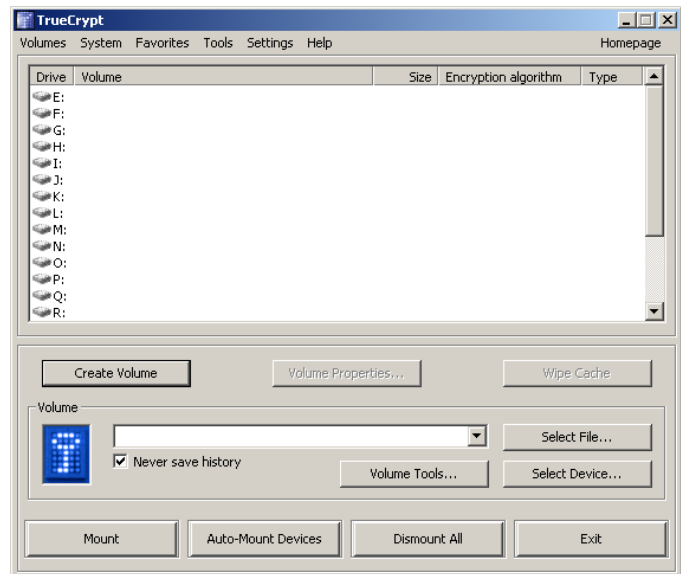 TrueCrypt
Volumes System Favorites Tools Settings Help Homepage
Drive Volume Size Encryption algorithm Type
E:
F:
G:
H:
I:
J:
K:
L:
M:
N:
O:
P:
Q:
R:
Create Volume Volume Properties... Wipe Cache
Volume
Select File...
Never save history
Volume Tools... Select Device...
Mount Auto-Mount Devices Dismount All Exit